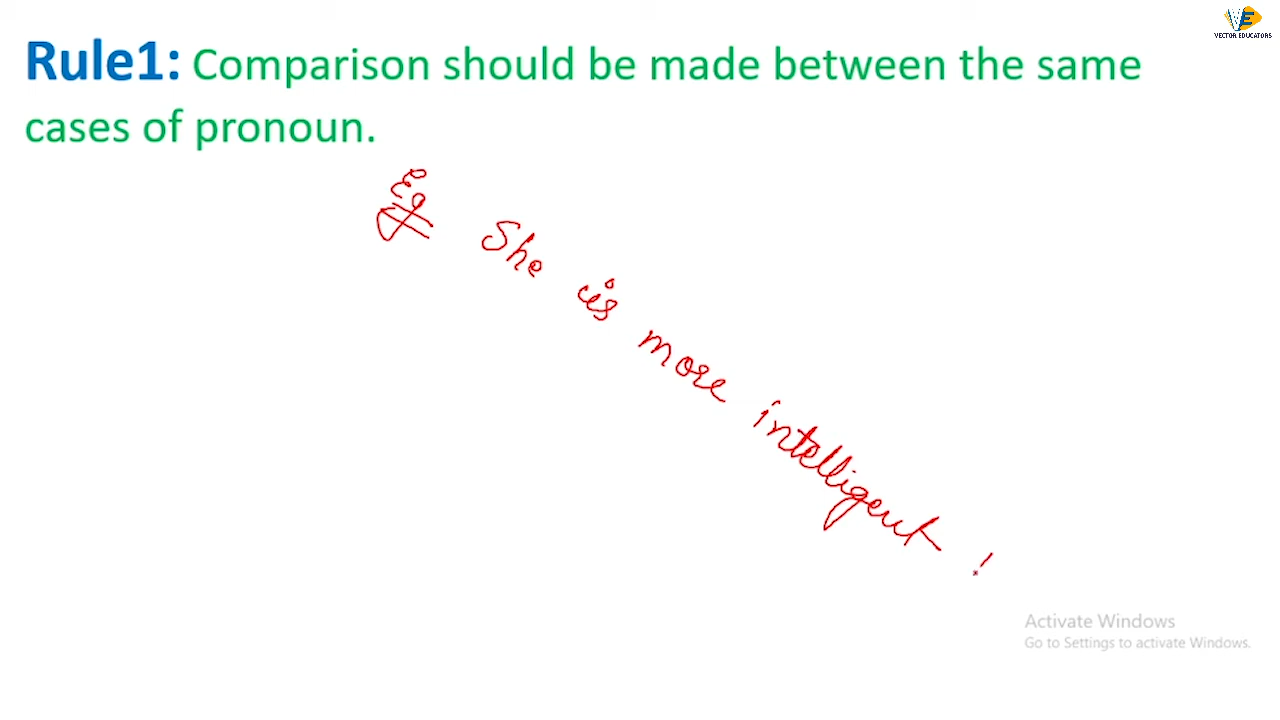 VECTOR EDUCATORS
Rule1: Comparison should be made between the same
cases of pronoun.
Eg She is more intelligent
Activate Windows
Go to Settings to activate Windows.